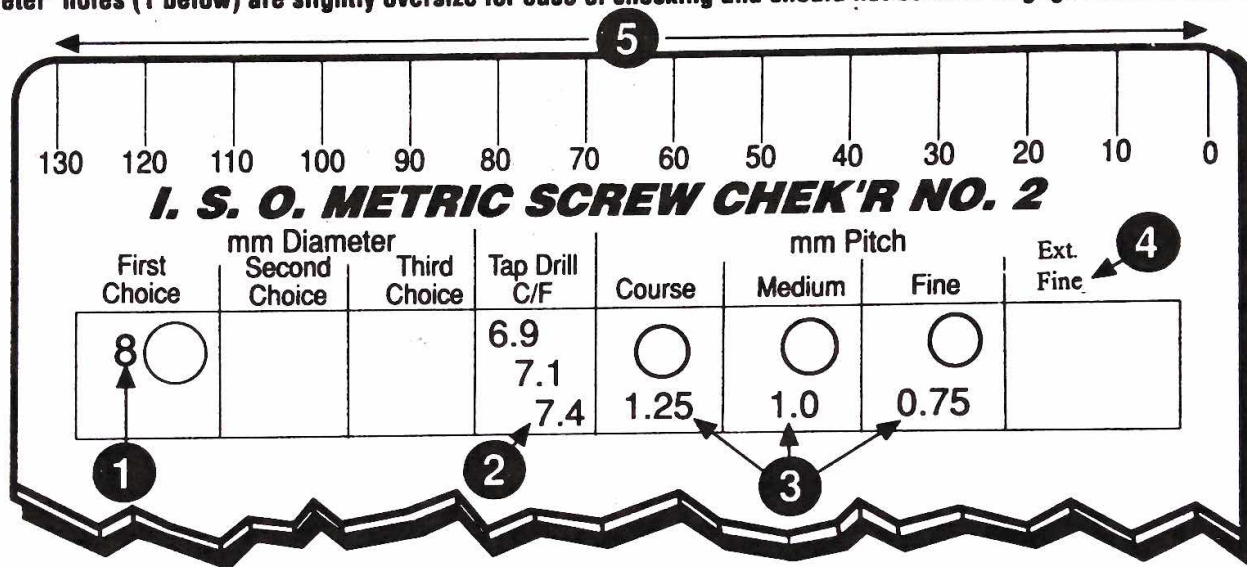 holes (1 below) are slightly oversize for ease of checking and should not be
5
130 120 110 100 90 80 70 60 50 40 30 20 10 0
I. S. O. METRIC SCREW CHEK'R NO. 2
mm Diameter mm Pitch
First Choice Second Choice Third Choice Tap Drill C/F Course Medium Fine Ext. Fine 4
8 6.9
7.1
7.4 1.25 1.0 0.75
1 2 3